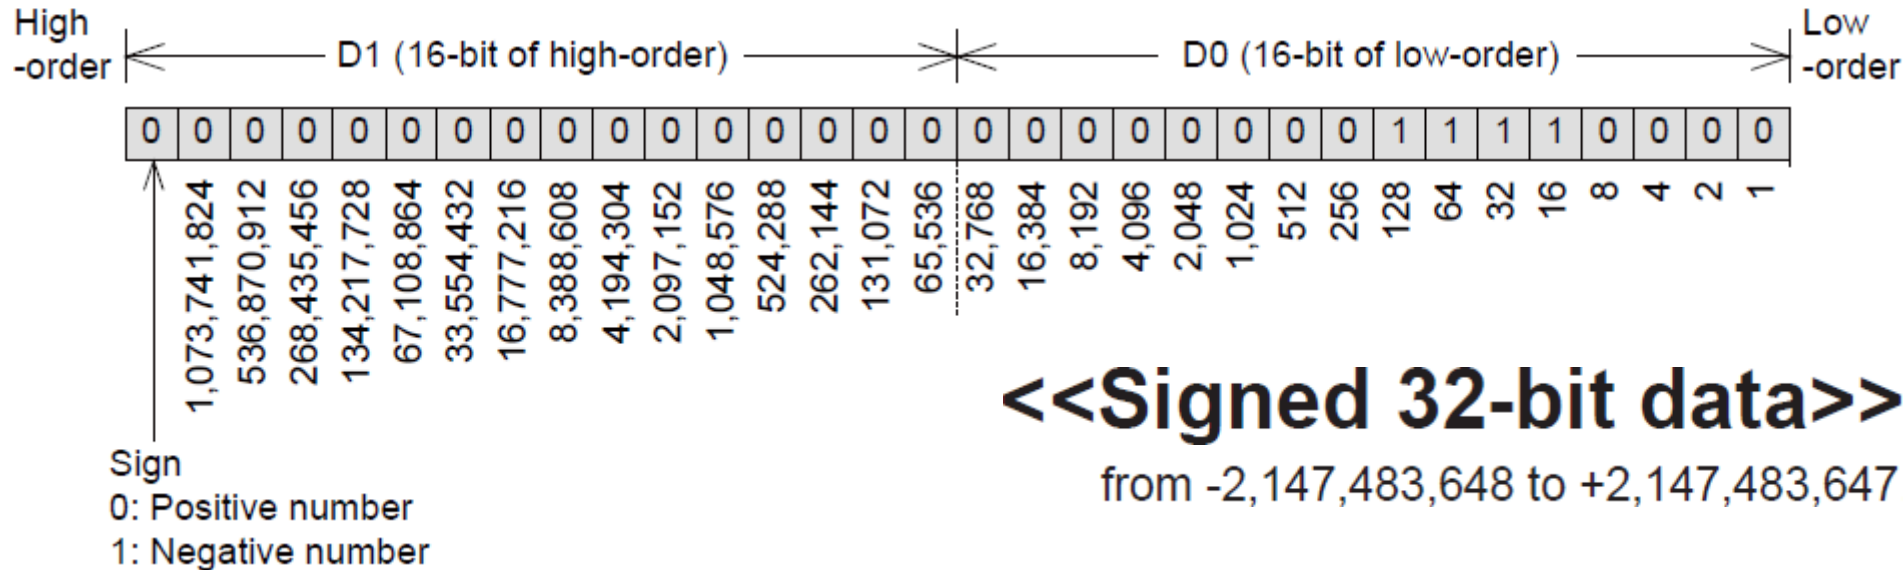 High
-order
D1 (16-bit of high-order)
D0 (16-bit of low-order)
Low
-order
0 0 0 0 0 0 0 0 0 0 0 0 0 0 0 0 0 0 0 0 0 0 0 0 1 1 1 1 0 0 0 0
1,073,741,824
536,870,912
268,435,456
134,217,728
67,108,864
33,554,432
16,777,216
8,388,608
4,194,304
2,097,152
1,048,576
524,288
262,144
131,072
65,536
32,768
16,384
8,192
4,096
2,048
1,024
512
256
128
64
32
16
8
4
2
1
<<Signed 32-bit data>>
from -2,147,483,648 to +2,147,483,647
Sign
0: Positive number
1: Negative number